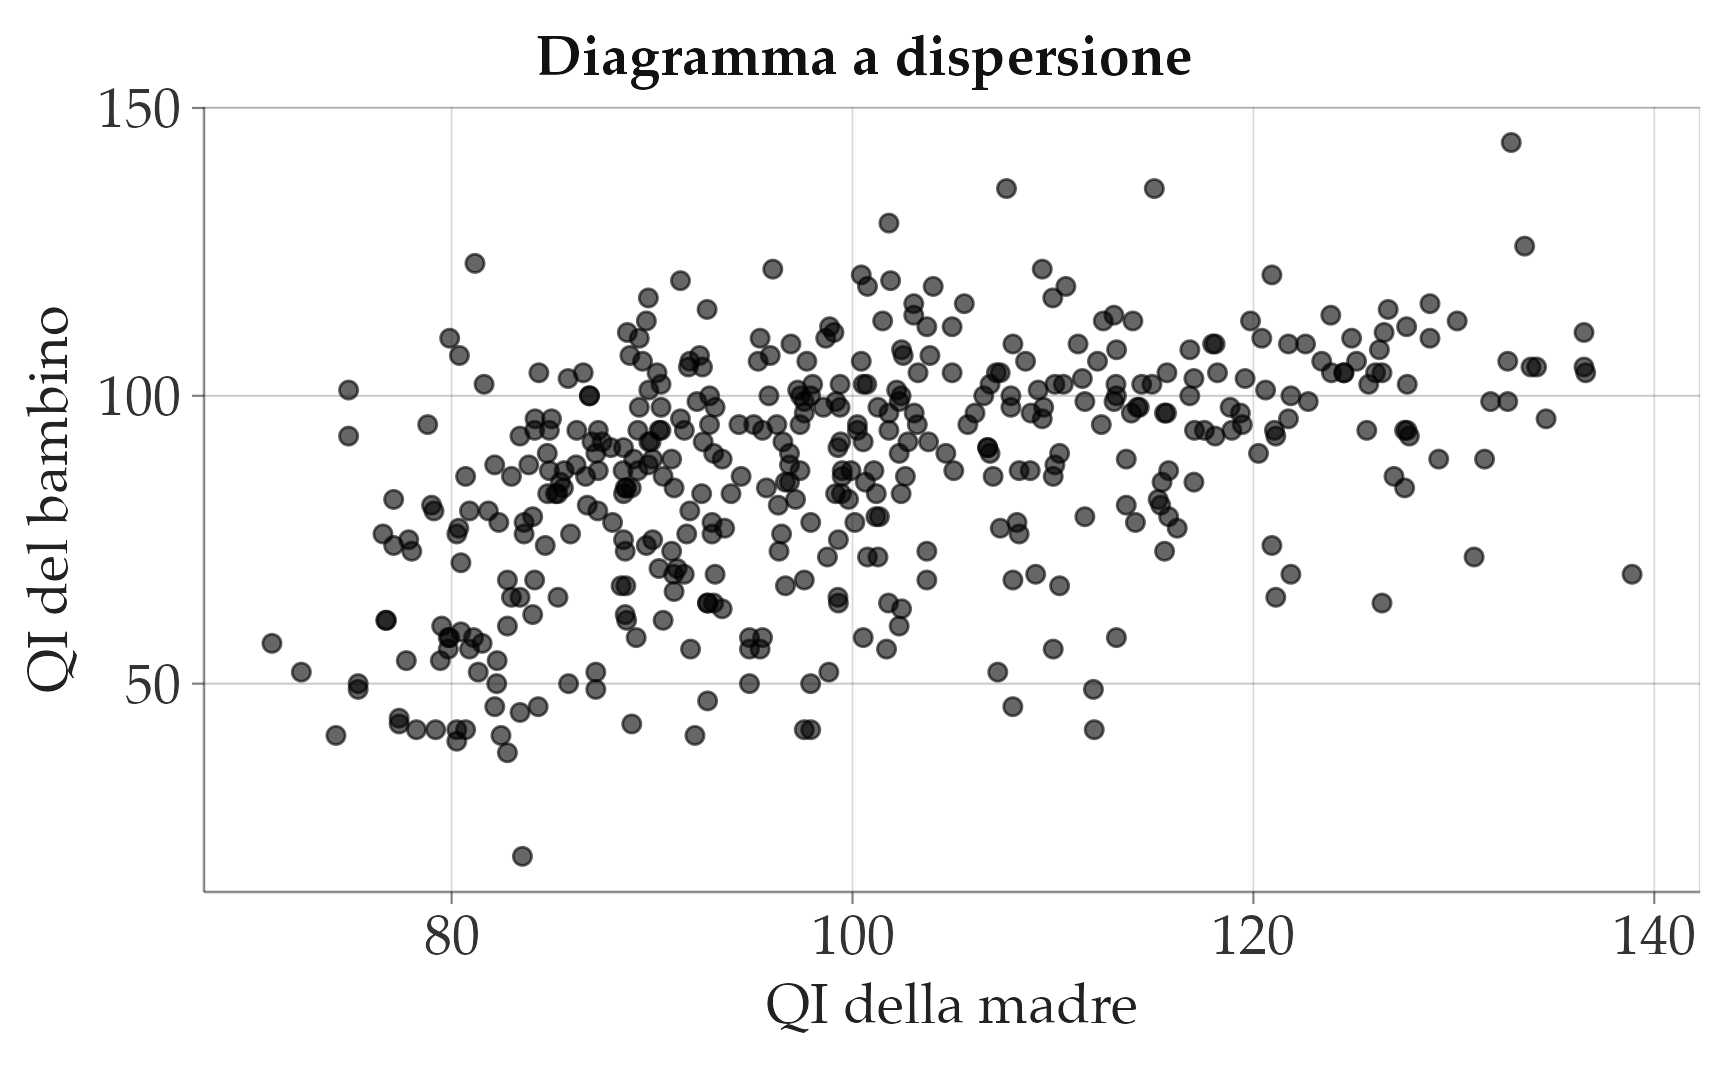 Diagramma a dispersione
150
100
50
QI del bambino
80 100 120 140
QI della madre